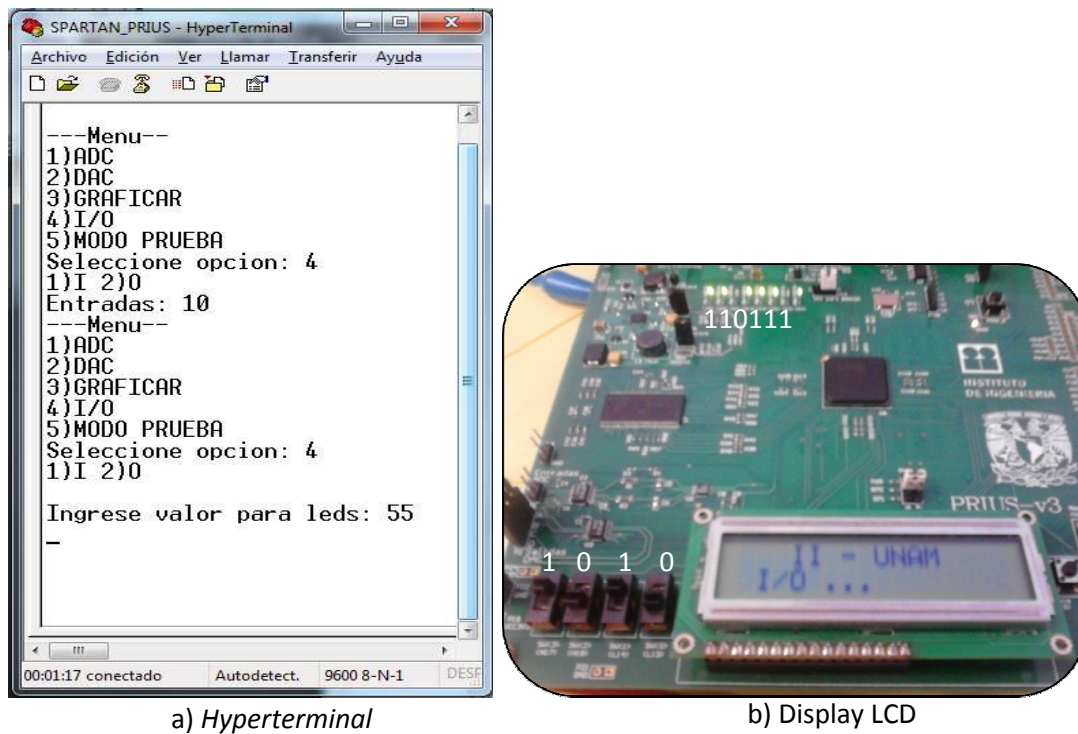 SPARTAN_PRIUS - HyperTerminal
Archivo Edición Ver Llamar Transferir Ayuda
---Menu--
1)ADC
2)DAC
3)GRAFICAR
4)I/O
5)MODO PRUEBA
Seleccione opcion: 4
1)I 2)O
Entradas: 10
---Menu--
1)ADC
2)DAC
3)GRAFICAR
4)I/O
5)MODO PRUEBA
Seleccione opcion: 4
1)I 2)O
Ingrese valor para leds: 55
_
00:01:17 conectado Autodetect. 9600 8-N-1 DESF
a) Hyperterminal
110111
INSTITUTO
DE INGENIERIA
Entradas
PRIUS-v3
1 0 1 0
II - UNAM
I/O ...
b) Display LCD